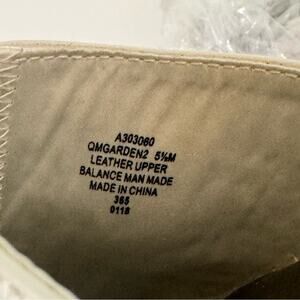 A303060
QMGARDEN2 5½M
LEATHER UPPER
BALANCE MAN MADE
MADE IN CHINA
365
0118